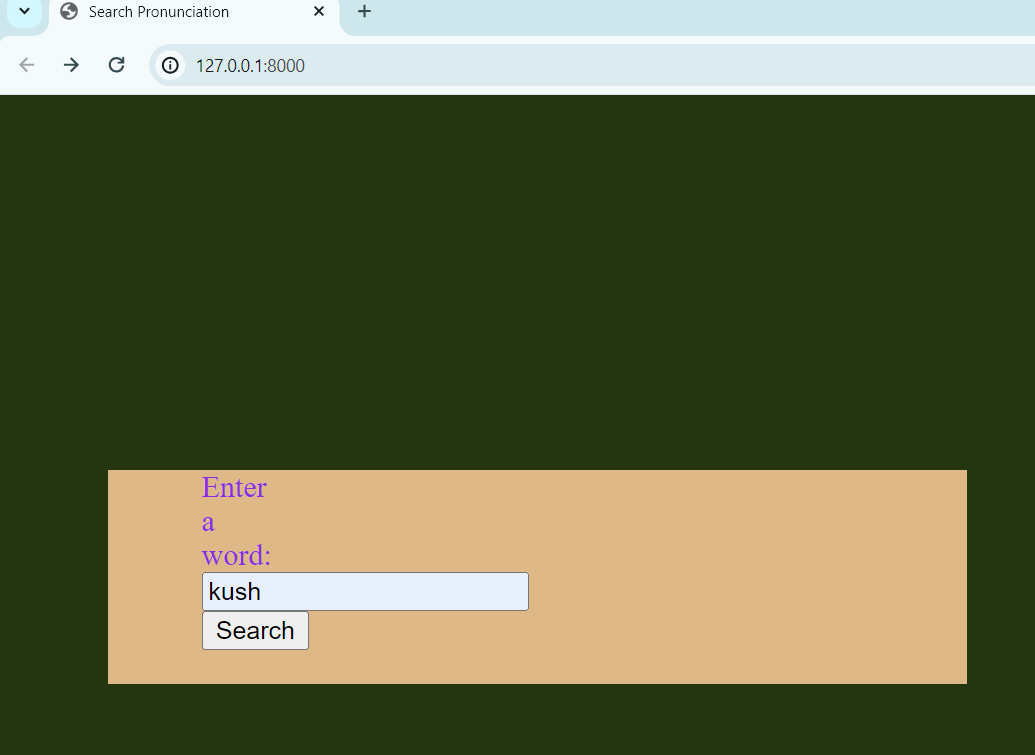 Search Pronunciation
127.0.0.1:8000
Enter
a
word:
kush
Search